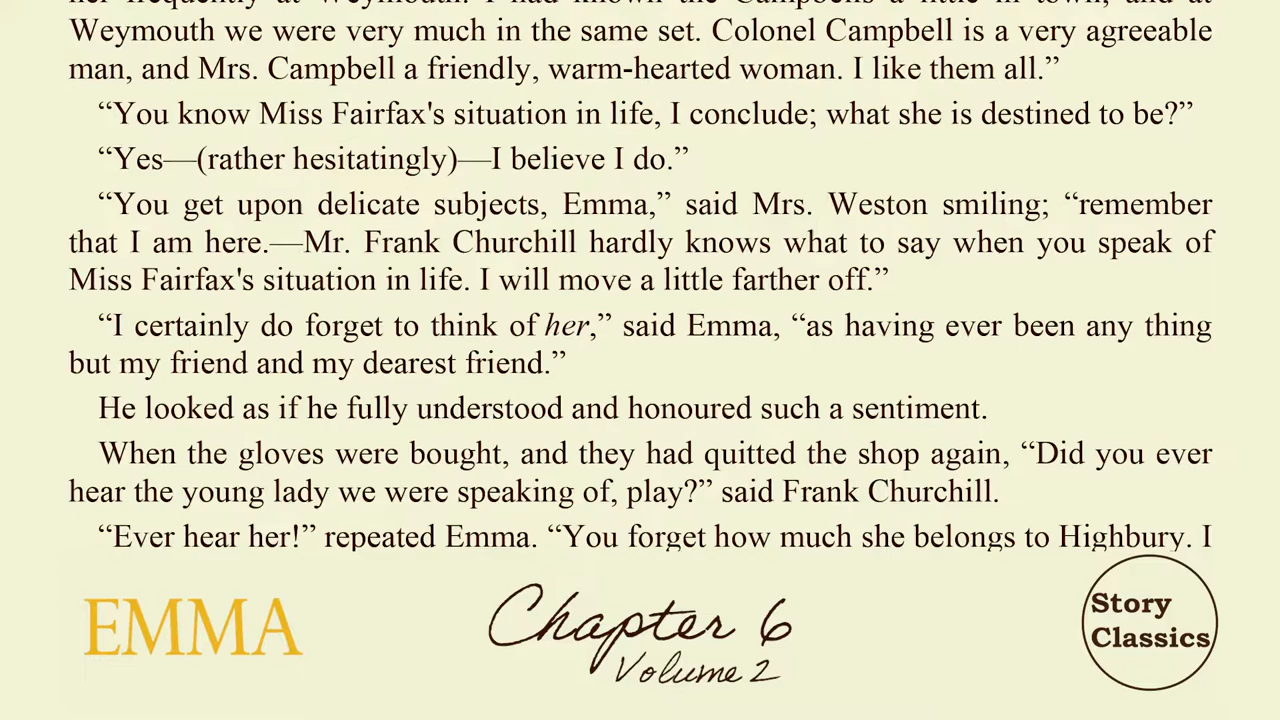 Weymouth we were very much in the same set. Colonel Campbell is a very agreeable
man, and Mrs. Campbell a friendly, warm-hearted woman. I like them all.”
“You know Miss Fairfax's situation in life, I conclude; what she is destined to be?”
“Yes—(rather hesitatingly)—I believe I do.”
“You get upon delicate subjects, Emma,” said Mrs. Weston smiling; “remember
that I am here.—Mr. Frank Churchill hardly knows what to say when you speak of
Miss Fairfax's situation in life. I will move a little farther off.”
“I certainly do forget to think of her,” said Emma, “as having ever been any thing
but my friend and my dearest friend.”
He looked as if he fully understood and honoured such a sentiment.
When the gloves were bought, and they had quitted the shop again, “Did you ever
hear the young lady we were speaking of, play?” said Frank Churchill.
“Ever hear her!” repeated Emma. “You forget how much she belongs to Highbury. I
EMMA
Chapter 6
Volume 2
Story
Classics